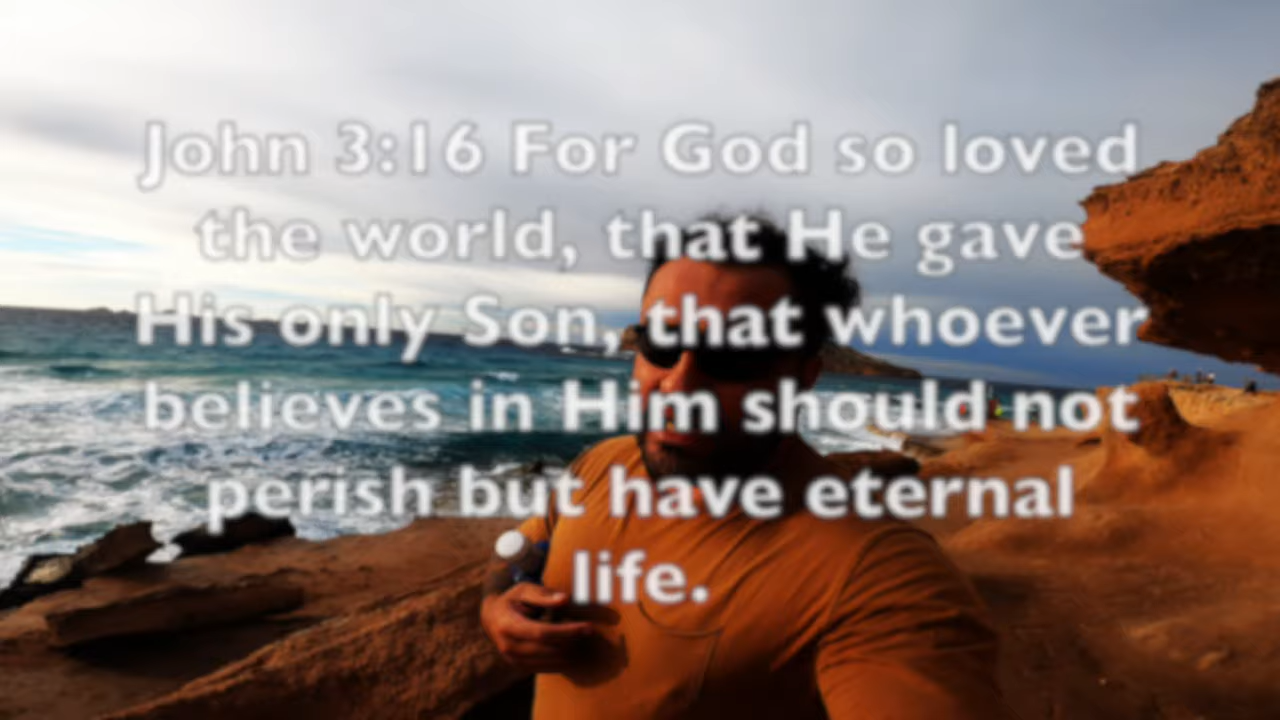 John 3:16 For God so loved
the world, that He gave
His only Son, that whoever
believes in Him should not
perish but have eternal
life.